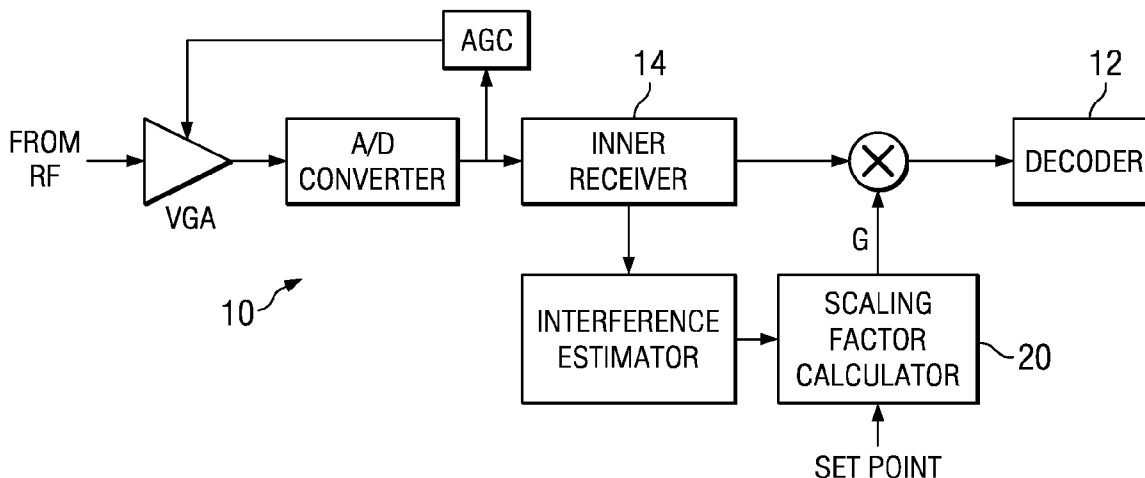 AGC
14
12
FROM
RF
VGA
A/D
CONVERTER
INNER
RECEIVER
DECODER
G
10
INTERFERENCE
ESTIMATOR
SCALING
FACTOR
CALCULATOR
20
SET POINT